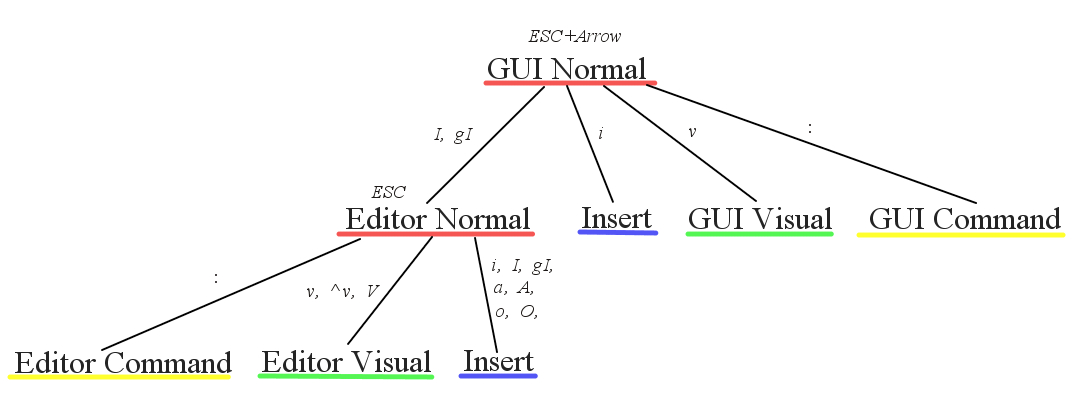 ESC+Arrow
GUI Normal
I, gI
i
v
:
ESC
Editor Normal
Insert
GUI Visual
GUI Command
:
v, ^v, V
i, I, gI,
a, A,
o, O,
Editor Command
Editor Visual
Insert